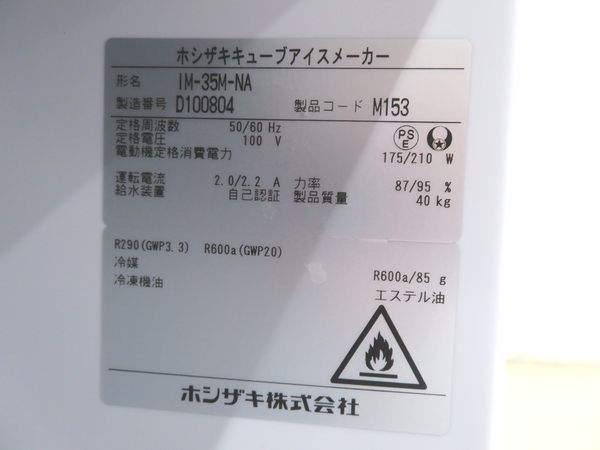 ホシザキキューブアイスメーカー
形名 IM-35M-NA
製造番号 D100804 製品コード M153
定格周波数 50/60 Hz
定格電圧 100 V
電動機定格消費電力 175/210 W
PSE
運転電流 2.0/2.2 A 力率 87/95 %
給水装置 自己認証 製品質量 40 kg
R290(GWP3.3) R600a(GWP20)
冷媒 R600a/85 g
冷凍機油 エステル油
ホシザキ株式会社